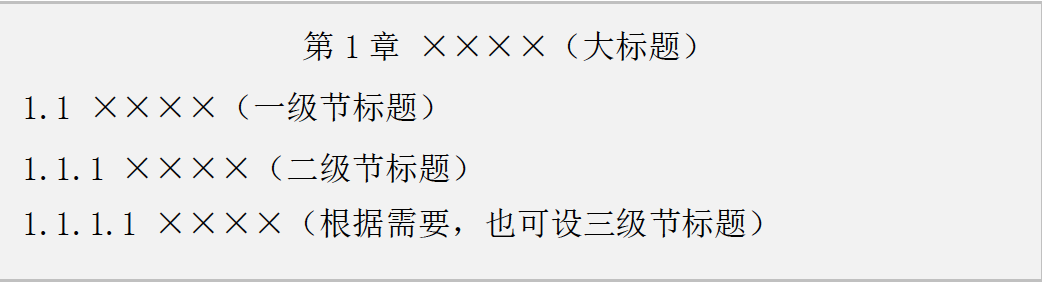 第 1 章 ××××（大标题）
1.1 ××××（一级节标题）
1.1.1 ××××（二级节标题）
1.1.1.1 ××××（根据需要，也可设三级节标题）